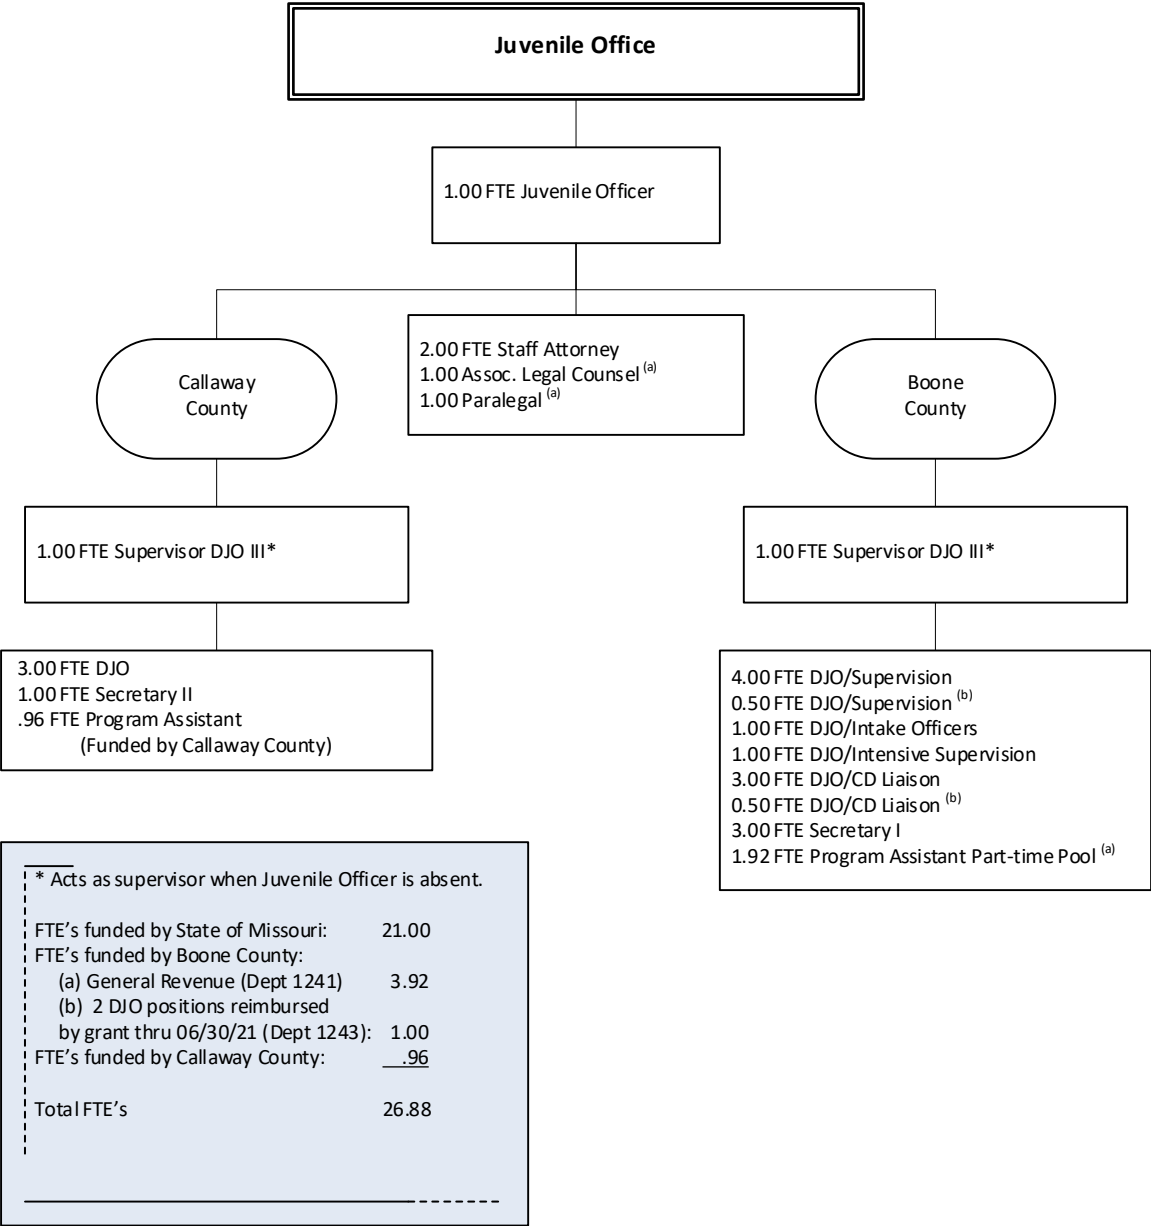 Juvenile Office
1.00 FTE Juvenile Officer
2.00 FTE Staff Attorney
1.00 Assoc. Legal Counsel (a)
1.00 Paralegal (a)
Callaway
County
Boone
County
1.00 FTE Supervisor DJO III*
1.00 FTE Supervisor DJO III*
3.00 FTE DJO
1.00 FTE Secretary II
.96 FTE Program Assistant
(Funded by Callaway County)
4.00 FTE DJO/Supervision
0.50 FTE DJO/Supervision (b)
1.00 FTE DJO/Intake Officers
1.00 FTE DJO/Intensive Supervision
3.00 FTE DJO/CD Liaison
0.50 FTE DJO/CD Liaison (b)
3.00 FTE Secretary I
1.92 FTE Program Assistant Part-time Pool (a)
* Acts as supervisor when Juvenile Officer is absent.
FTE's funded by State of Missouri: 21.00
FTE's funded by Boone County:
(a) General Revenue (Dept 1241) 3.92
(b) 2 DJO positions reimbursed
by grant thru 06/30/21 (Dept 1243): 1.00
FTE's funded by Callaway County: .96
Total FTE's 26.88